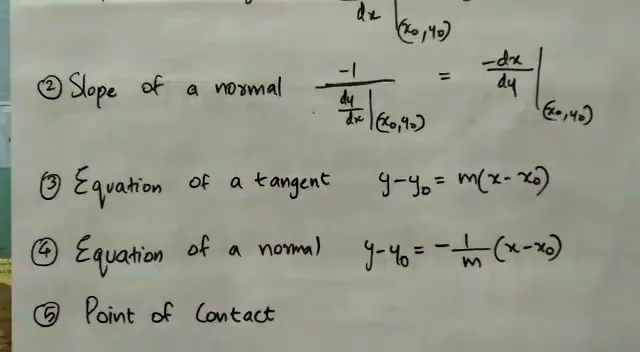 dx |(x₀,y₀)
② Slope of a normal -1 / dy/dx |(x₀,y₀) = -dx/dy |(x₀,y₀)
③ Equation of a tangent y-y₀ = m(x-x₀)
④ Equation of a normal y-y₀ = -1/m (x-x₀)
⑤ Point of Contact